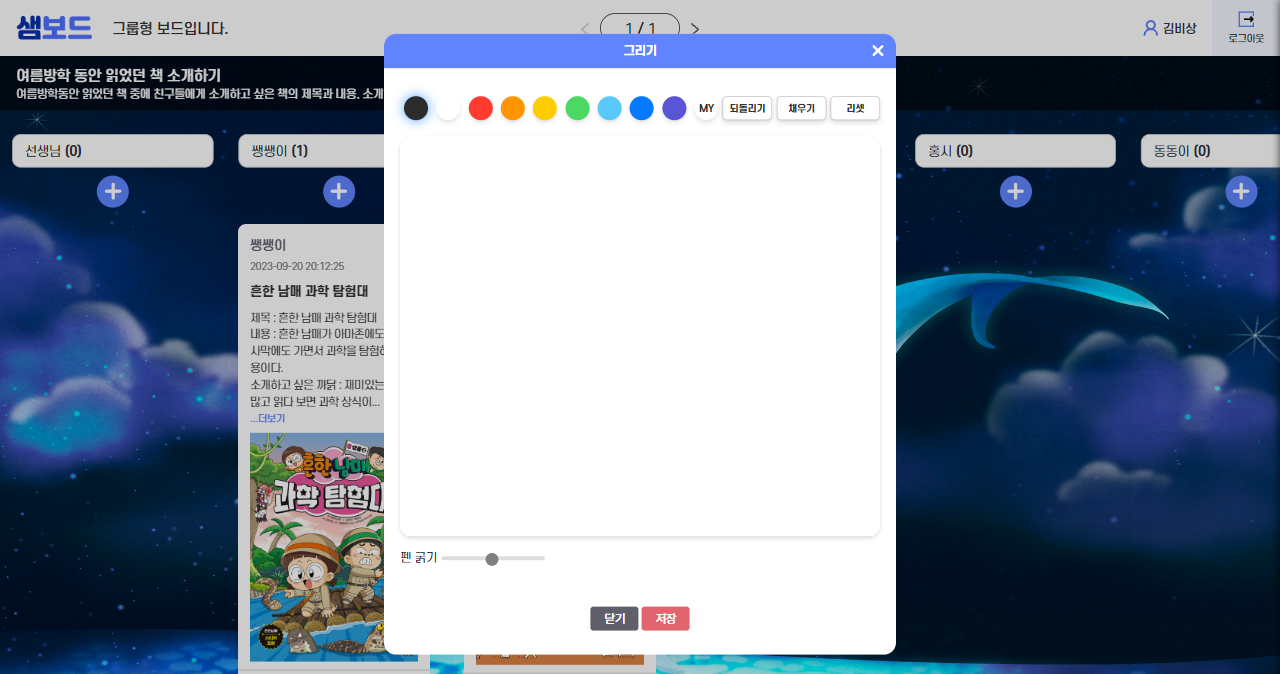 샘보드
그룹형 보드입니다.
1 / 1
김비상
로그아웃
여름방학 동안 읽었던 책 소개하기
여름방학동안 읽었던 책 중에 친구들에게 소개하고 싶은 책의 제목과 내용. 소개
그리기
MY
되돌리기
채우기
리셋
선생님 (0)
쌩쌩이 (1)
홍시 (0)
동동이 (0)
쌩쌩이
2023-09-20 20:12:25
흔한 남매 과학 탐험대
제목 : 흔한 남매 과학 탐험대
내용 : 흔한 남매가 아마존에도
사막에도 가면서 과학을 탐험하
용이다.
소개하고 싶은 까닭 : 재미있는
많고 읽다 보면 과학 상식이...
...더보기
흔한남매
과학 탐험대
펜 굵기
닫기
저장